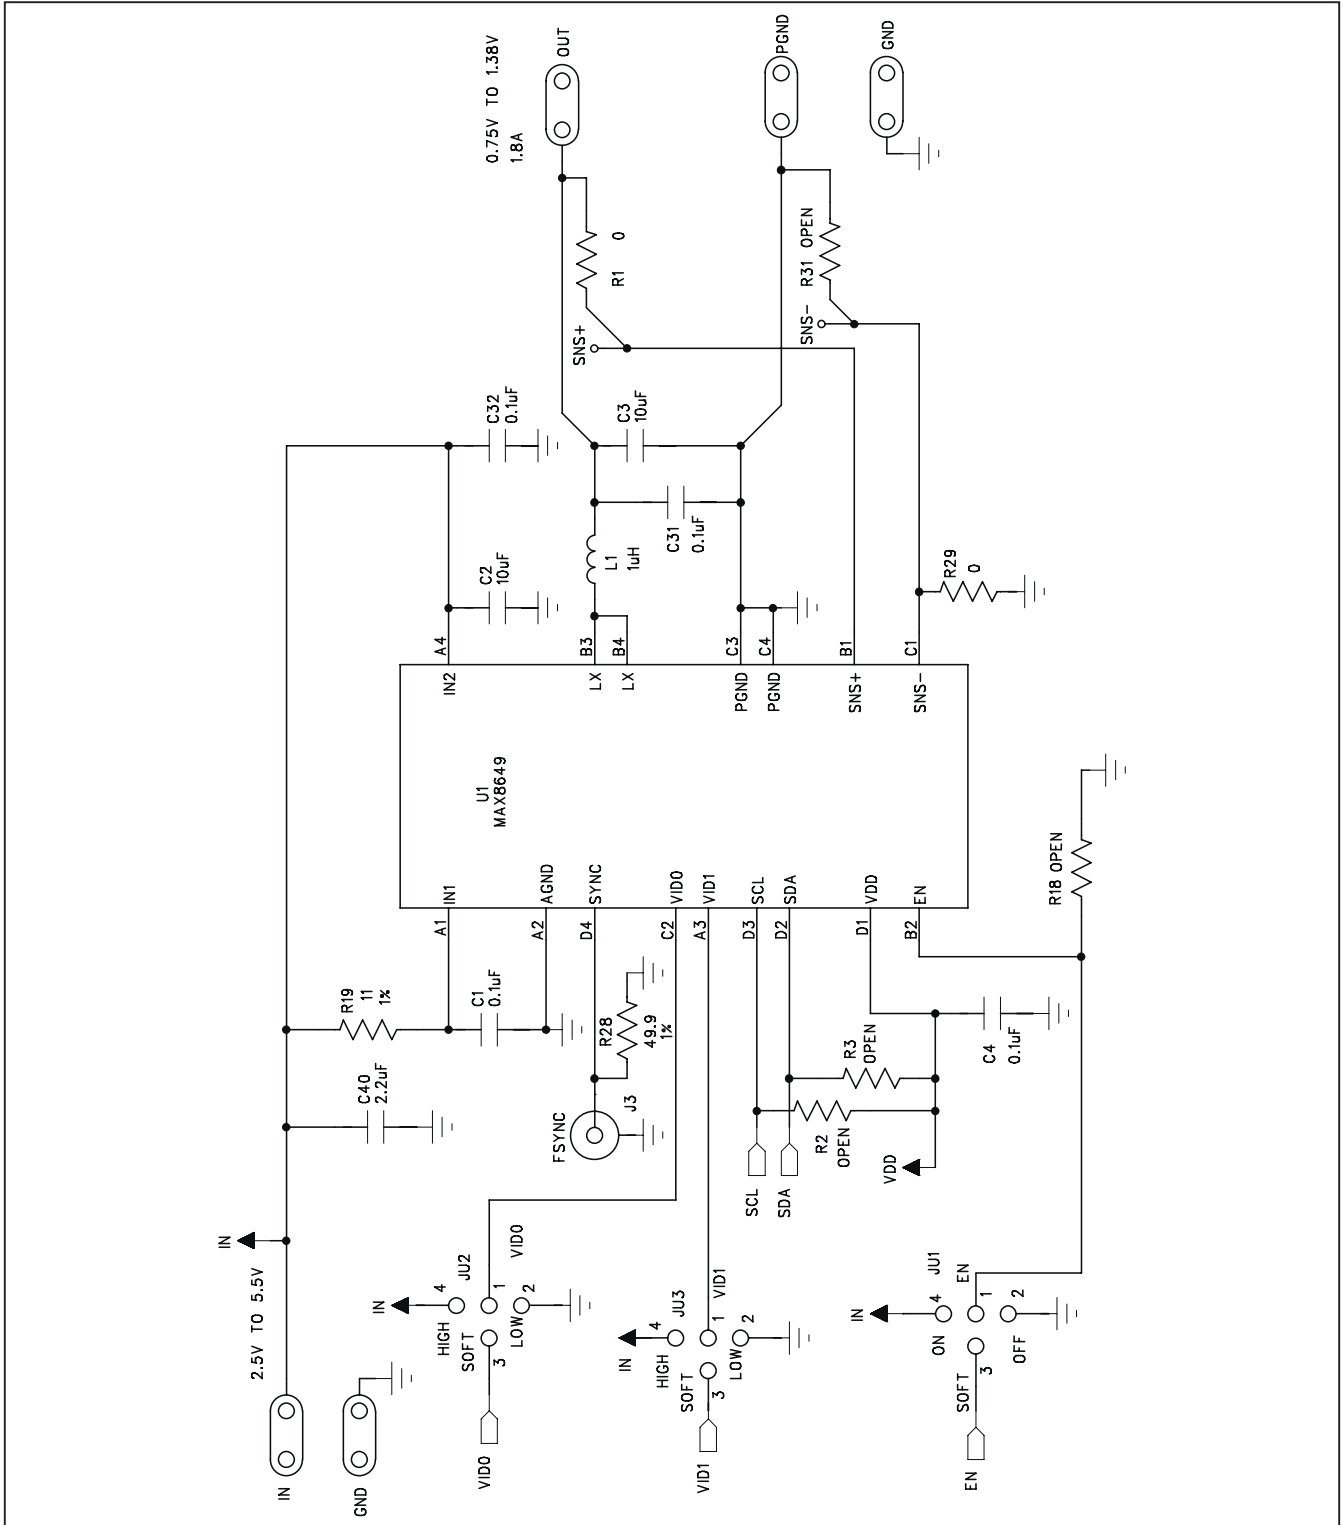 IN
2.5V TO 5.5V
GND
IN
C40
2.2uF
R19
11
1%
C1
0.1uF
FSYNC
J3
R28
49.9
1%
IN
JU2
HIGH
4
SOFT
1
VID0
LOW
2
3
VID0
IN
JU3
HIGH
4
SOFT
1
VID1
LOW
2
3
VID1
SCL
SDA
R2
OPEN
R3
OPEN
VDD
C4
0.1uF
IN
JU1
ON
4
EN
1
SOFT
3
2
OFF
EN
R18 OPEN
A1
IN1
A2
AGND
D4
SYNC
C2
VID0
A3
VID1
D3
SCL
D2
SDA
D1
VDD
B2
EN
U1
MAX8649
IN2
A4
LX
B3
LX
B4
PGND
C3
PGND
C4
SNS+
B1
SNS-
C1
C2
10uF
C32
0.1uF
L1
1uH
C31
0.1uF
C3
10uF
R29
0
SNS+
R1
0
SNS-
R31 OPEN
0.75V TO 1.38V
1.8A
OUT
PGND
GND